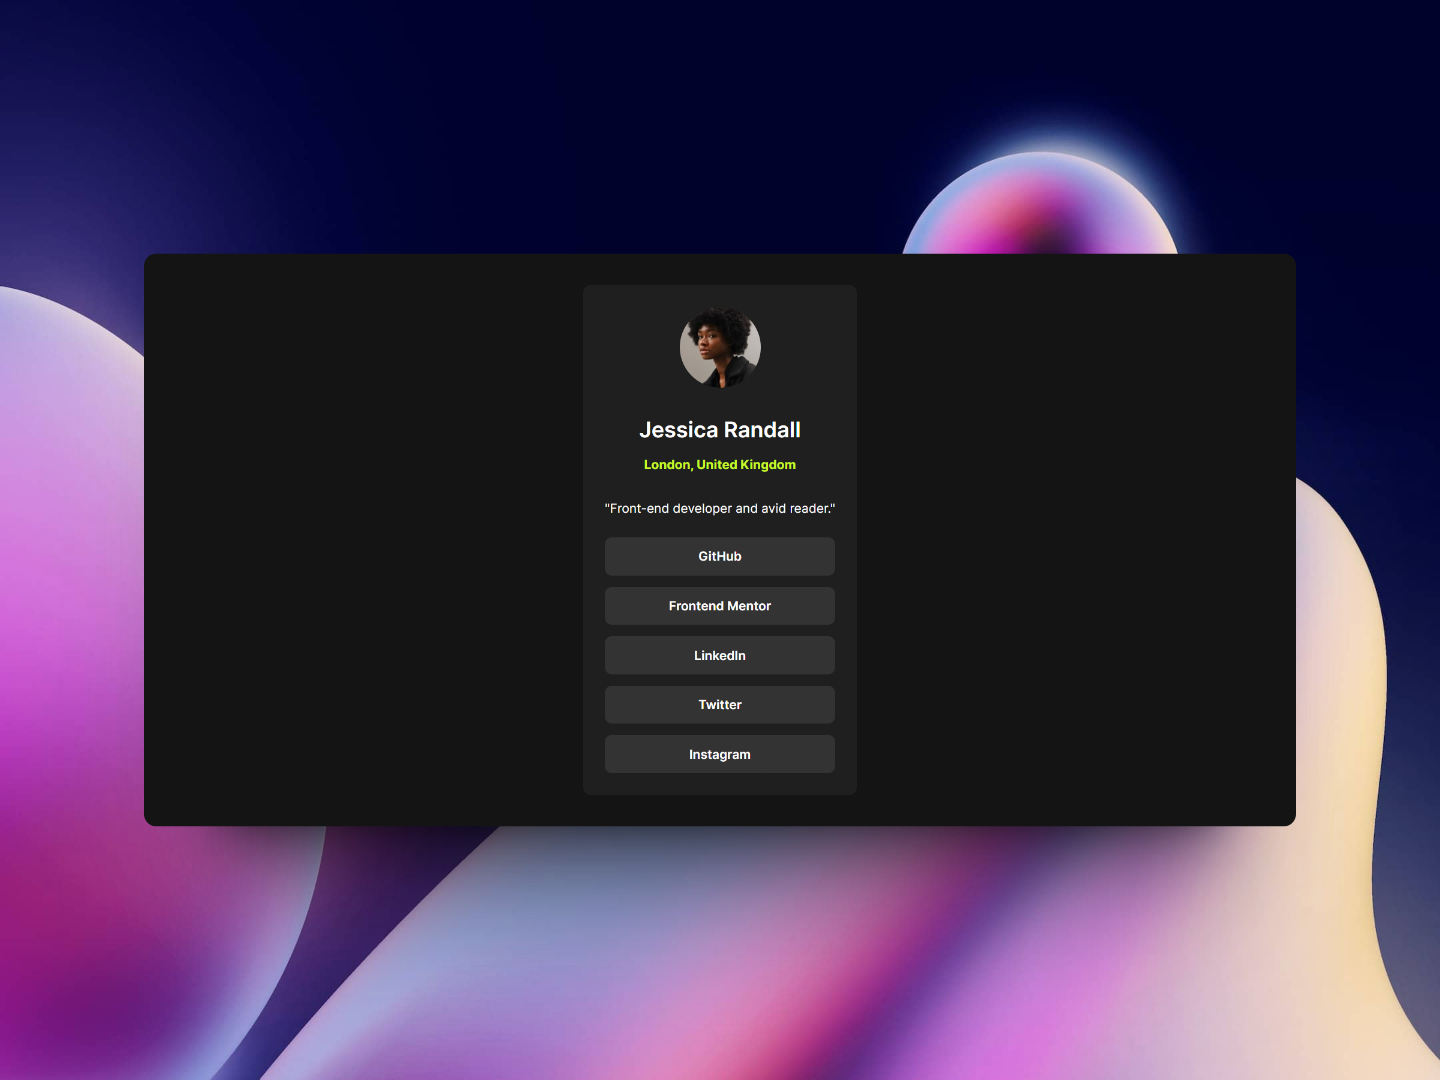 Jessica Randall
London, United Kingdom
"Front-end developer and avid reader."
GitHub
Frontend Mentor
LinkedIn
Twitter
Instagram